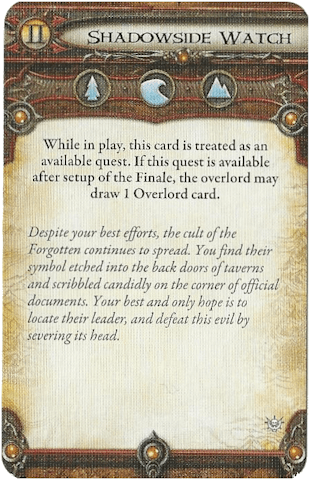 II
SHADOWSIDE WATCH
While in play, this card is treated as an
available quest. If this quest is available
after setup of the Finale, the overlord may
draw 1 Overlord card.
Despite your best efforts, the cult of the
Forgotten continues to spread. You find their
symbol etched into the back doors of taverns
and scribbled candidly on the corner of official
documents. Your best and only hope is to
locate their leader, and defeat this evil by
severing its head.